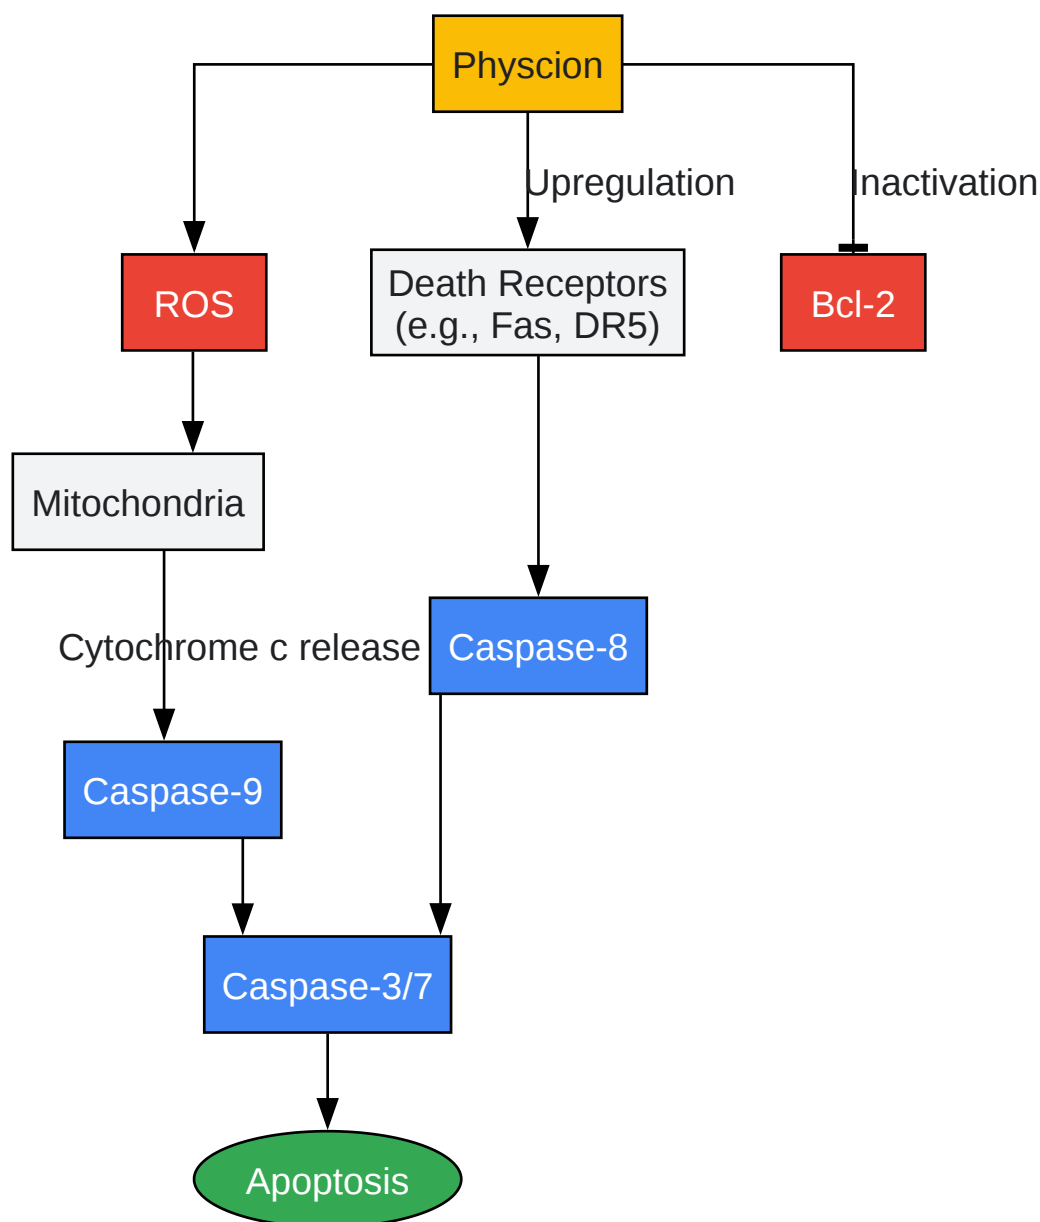 Physcion
Upregulation
Inactivation
ROS
Death Receptors
(e.g., Fas, DR5)
Bcl-2
Mitochondria
Cytochrome c release
Caspase-8
Caspase-9
Caspase-3/7
Apoptosis